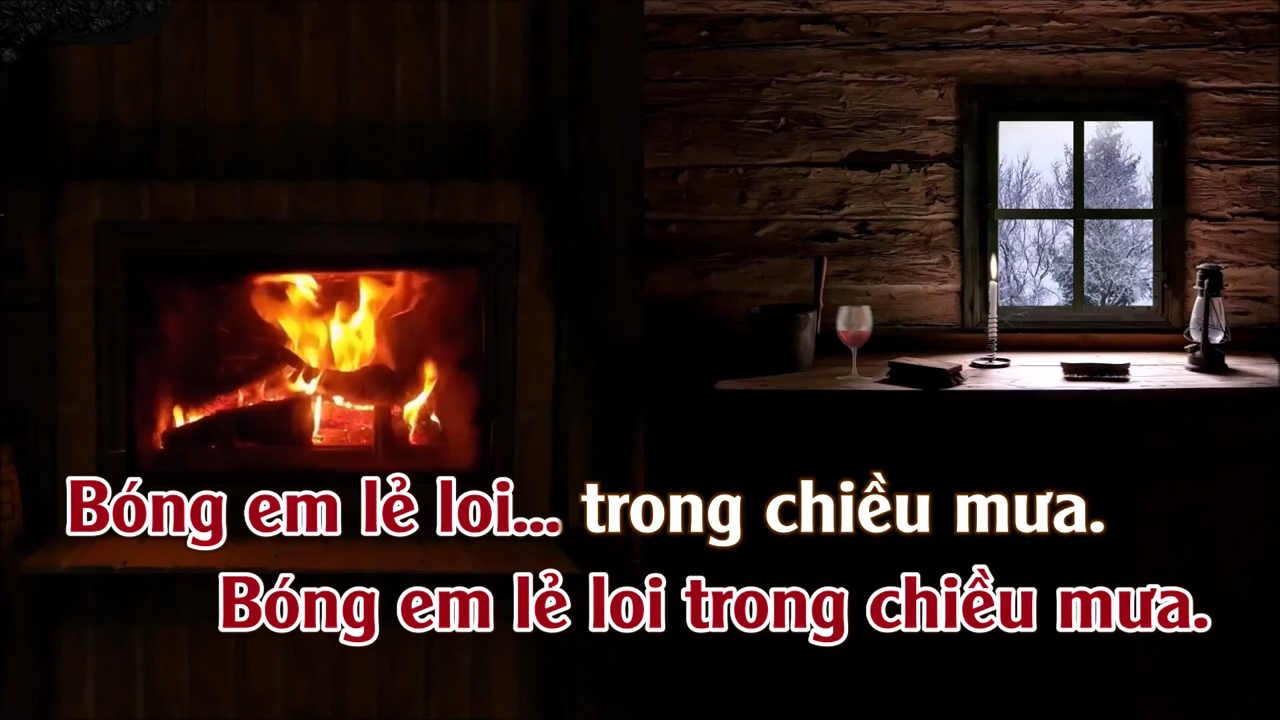 Bóng em lẻ loi... trong chiều mưa.
Bóng em lẻ loi trong chiều mưa.